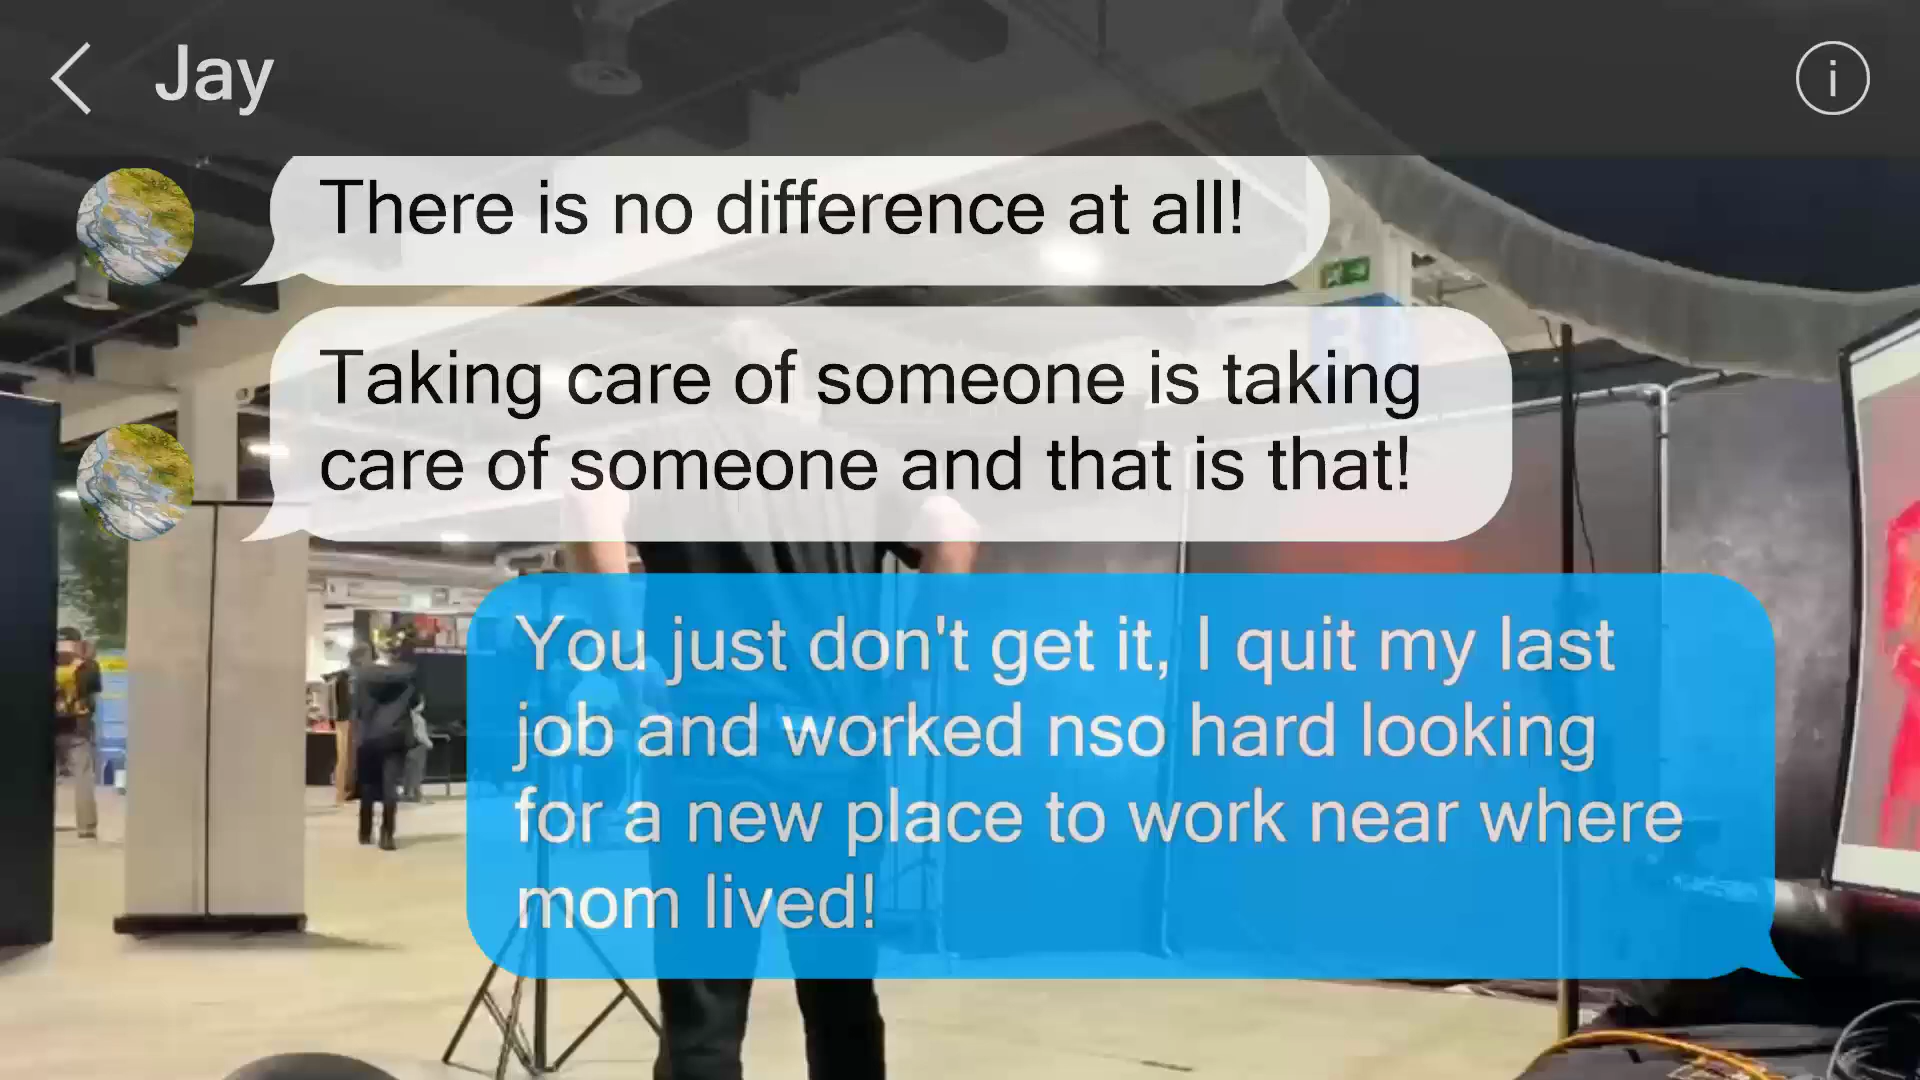 Jay
There is no difference at all!
Taking care of someone is taking
care of someone and that is that!
You just don't get it, I quit my last
job and worked nso hard looking
for a new place to work near where
mom lived!